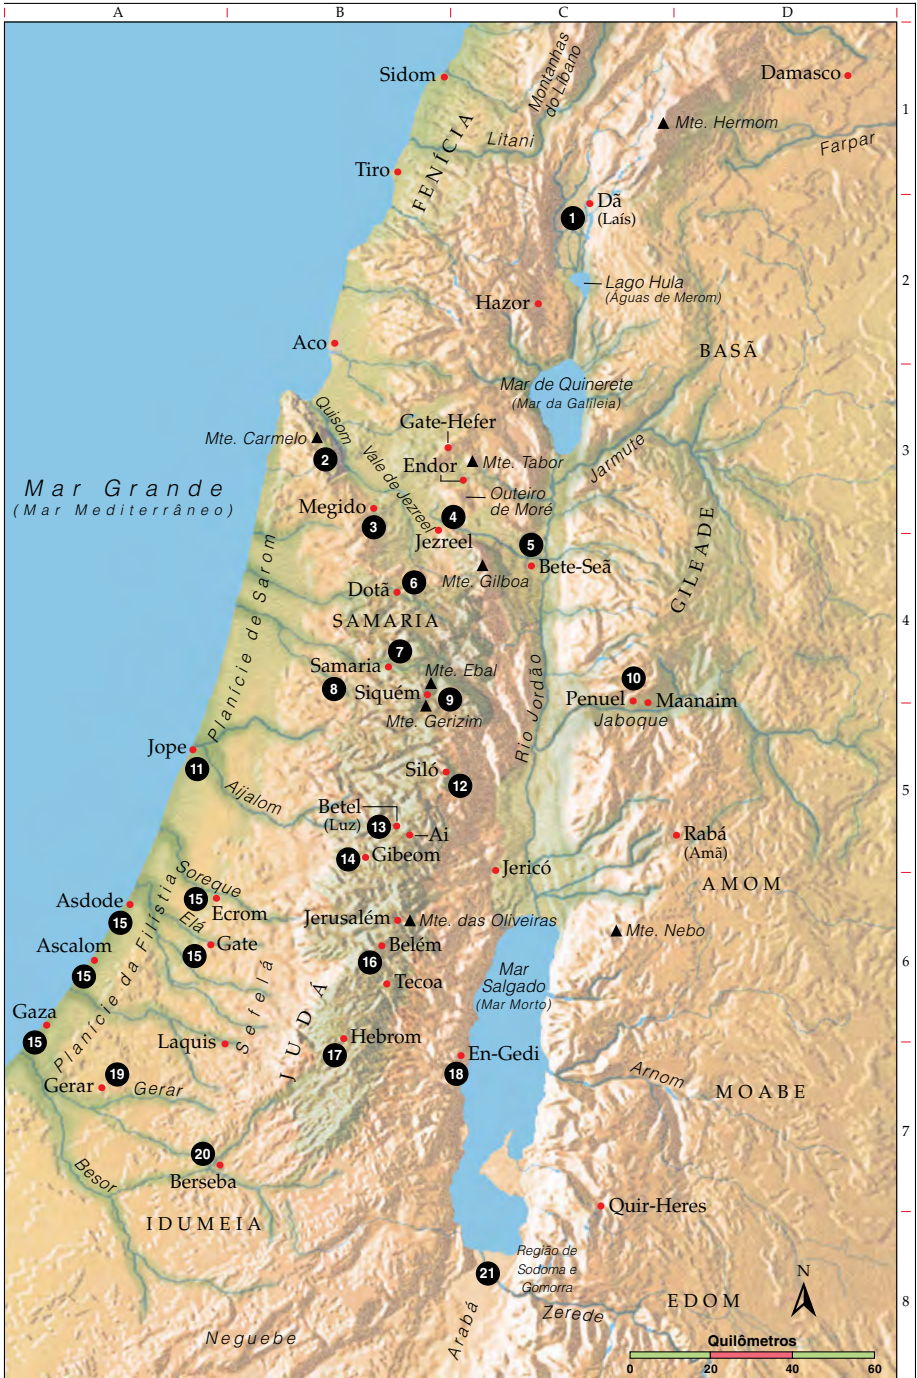 A
B
C
D
1
2
3
4
5
6
7
8
Sidom
Montanhas
do Líbano
Damasco
Mte. Hermom
Litani
Farpar
FENÍCIA
Tiro
Dã
(Laís)
1
Lago Hula
(Águas de Merom)
Hazor
Aco
BASÃ
Mar de Quinerete
(Mar da Galileia)
Quisom
Gate-Hefer
Mte. Carmelo
2
Mte. Tabor
Endor
Jarmute
Vale de Jezreel
Outeiro
de Moré
Mar Grande
(Mar Mediterrâneo)
Megido
3
4
Jezreel
5
Bete-Seã
Mte. Gilboa
GILEADE
Planície de Sarom
6
Dotã
SAMARIA
7
Samaria
Mte. Ebal
8
Siquém
9
Mte. Gerizim
10
Penuel
Maanaim
Jaboque
Rio Jordão
Jope
11
Siló
12
Aijalom
Betel
(Luz)
13
Ai
14
Gibeom
Rabá
(Amã)
Jericó
AMOM
Soreque
15
Ecrom
Asdode
15
Elá
Jerusalém
Mte. das Oliveiras
Mte. Nebo
Gate
15
Belém
16
Ascalom
15
Planície da Filístia
Sefelá
JUDÁ
Tecoa
Mar
Salgado
(Mar Morto)
Gaza
15
Laquis
Hebrom
17
En-Gedi
18
19
Gerar
Gerar
Arnom
MOABE
20
Berseba
Besor
IDUMEIA
Quir-Heres
21
Região de
Sodoma e
Gomorra
Arabá
Zerede
EDOM
N
Neguebe
Quilômetros
0 20 40 60